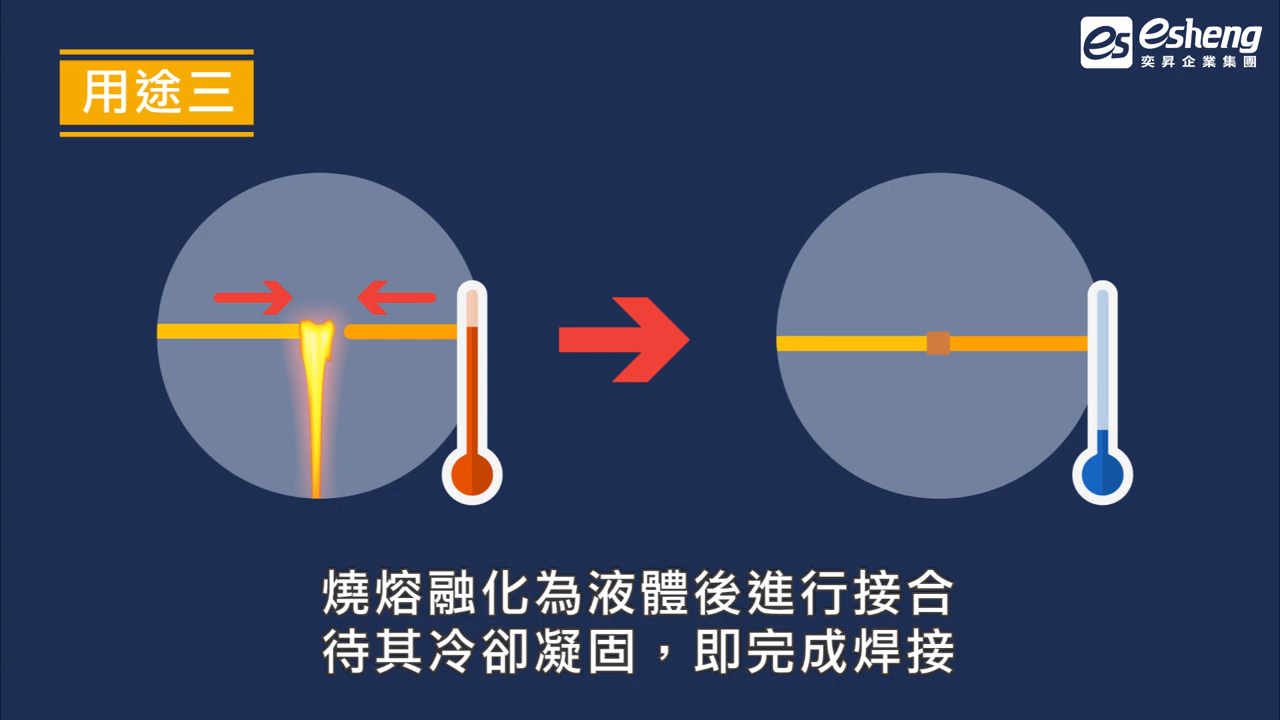 es esheng
奕昇企業集團
用途三
燒熔融化為液體後進行接合
待其冷卻凝固，即完成焊接